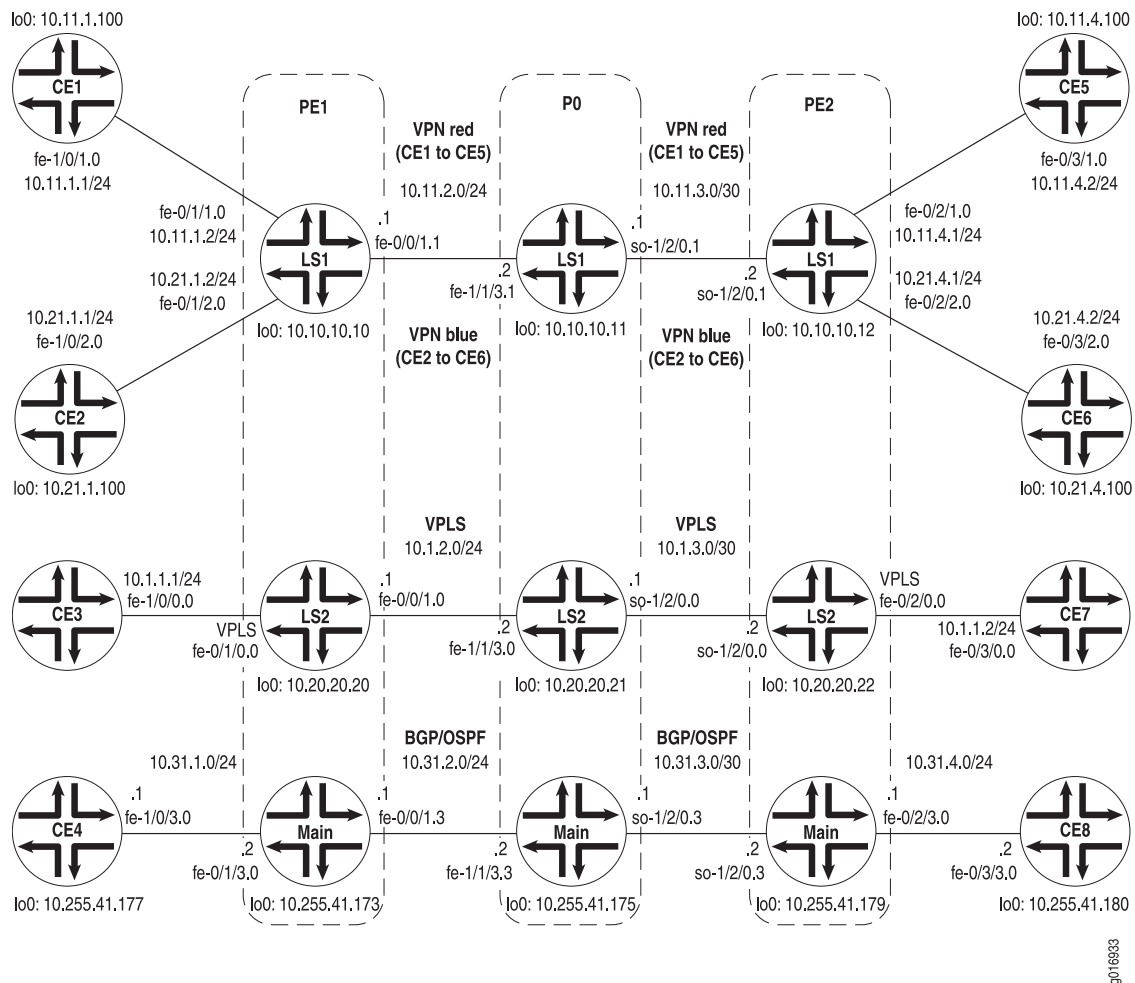 lo0: 10.11.1.100
lo0: 10.11.4.100
CE1
CE5
PE1
P0
PE2
VPN red
(CE1 to CE5)
VPN red
(CE1 to CE5)
fe-1/0/1.0
10.11.1.1/24
fe-0/3/1.0
10.11.4.2/24
10.11.2.0/24
10.11.3.0/30
fe-0/1/1.0
10.11.1.2/24
.1
fe-0/0/1.1
.1
so-1/2/0.1
fe-0/2/1.0
10.11.4.1/24
LS1
LS1
LS1
10.21.1.2/24
fe-0/1/2.0
.2
fe-1/1/3.1
.2
so-1/2/0.1
10.21.4.1/24
fe-0/2/2.0
10.21.1.1/24
fe-1/0/2.0
lo0: 10.10.10.10
lo0: 10.10.10.11
lo0: 10.10.10.12
10.21.4.2/24
fe-0/3/2.0
VPN blue
(CE2 to CE6)
VPN blue
(CE2 to CE6)
CE2
CE6
lo0: 10.21.1.100
lo0: 10.21.4.100
VPLS
10.1.2.0/24
VPLS
10.1.3.0/30
10.1.1.1/24
fe-1/0/0.0
.1
fe-0/0/1.0
.1
so-1/2/0.0
VPLS
fe-0/2/0.0
CE3
LS2
LS2
LS2
CE7
VPLS
fe-0/1/0.0
.2
fe-1/1/3.0
.2
so-1/2/0.0
10.1.1.2/24
fe-0/3/0.0
lo0: 10.20.20.20
lo0: 10.20.20.21
lo0: 10.20.20.22
BGP/OSPF
10.31.2.0/24
BGP/OSPF
10.31.3.0/30
10.31.1.0/24
10.31.4.0/24
.1
fe-1/0/3.0
.1
fe-0/0/1.3
.1
so-1/2/0.3
.1
fe-0/2/3.0
CE4
Main
Main
Main
CE8
.2
fe-0/1/3.0
.2
fe-1/1/3.3
.2
so-1/2/0.3
.2
fe-0/3/3.0
lo0: 10.255.41.177
lo0: 10.255.41.173
lo0: 10.255.41.175
lo0: 10.255.41.179
lo0: 10.255.41.180
g016933